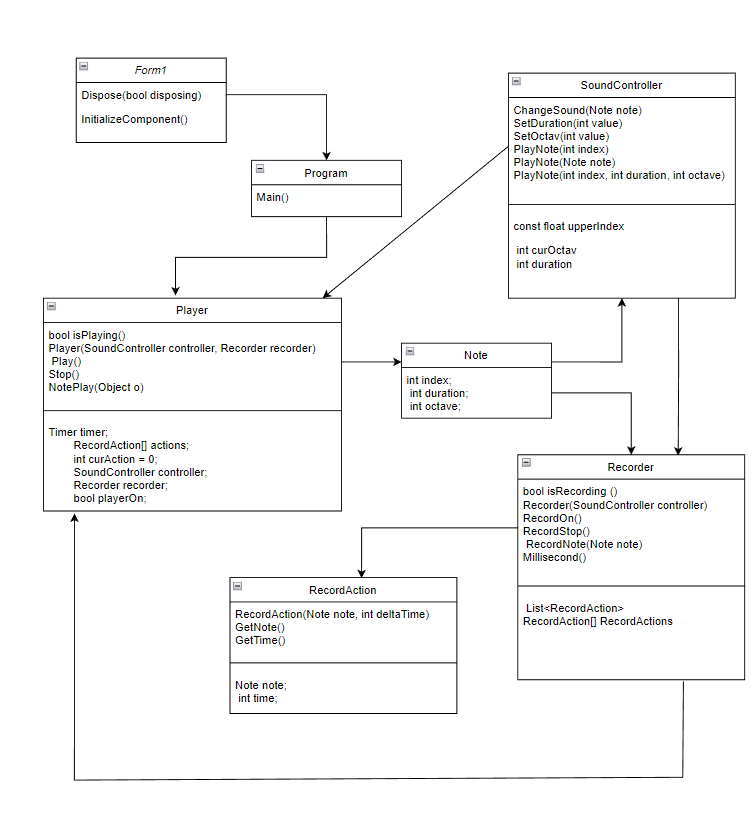 Form1
Dispose(bool disposing)
InitializeComponent()
SoundController
ChangeSound(Note note)
SetDuration(int value)
SetOctav(int value)
PlayNote(int index)
PlayNote(Note note)
PlayNote(int index, int duration, int octave)
const float upperIndex
int curOctav
int duration
Program
Main()
Player
bool isPlaying()
Player(SoundController controller, Recorder recorder)
Play()
Stop()
NotePlay(Object o)
Timer timer;
RecordAction[] actions;
int curAction = 0;
SoundController controller;
Recorder recorder;
bool playerOn;
Note
int index;
int duration;
int octave;
Recorder
bool isRecording ()
Recorder(SoundController controller)
RecordOn()
RecordStop()
RecordNote(Note note)
Millisecond()
List<RecordAction>
RecordAction[] RecordActions
RecordAction
RecordAction(Note note, int deltaTime)
GetNote()
GetTime()
Note note;
int time;